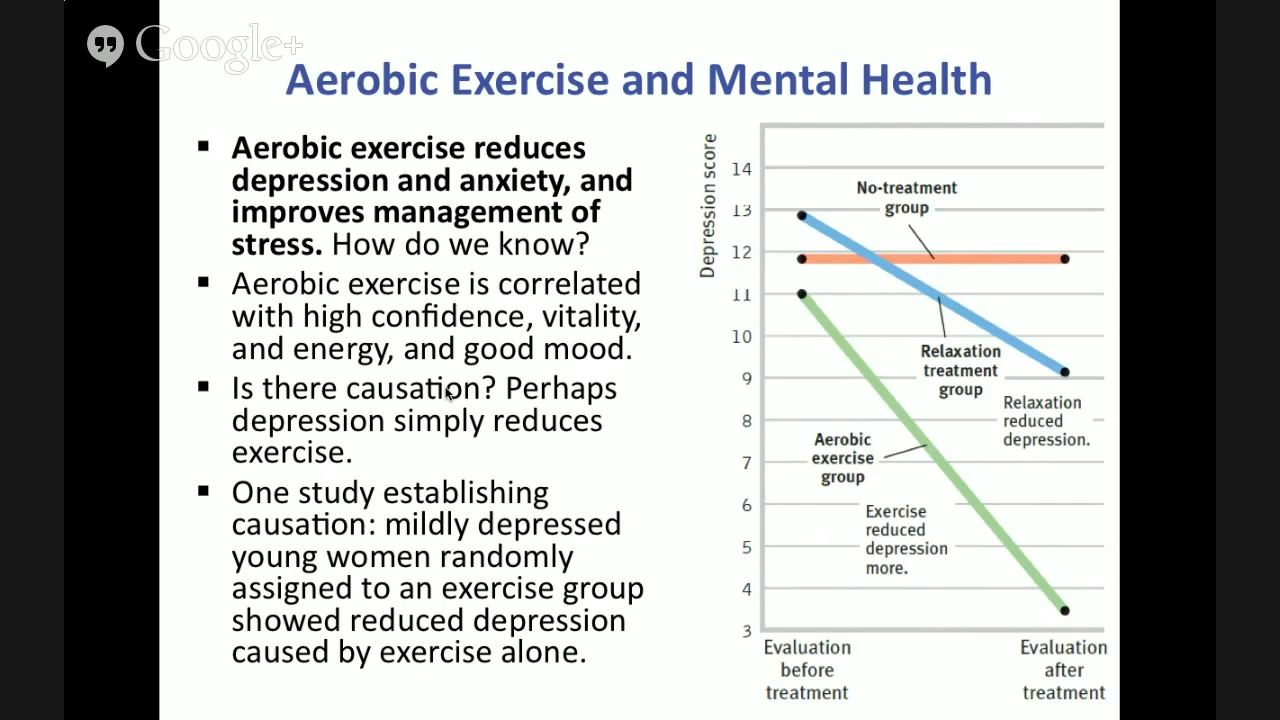 Google+
Aerobic Exercise and Mental Health
▪ Aerobic exercise reduces
depression and anxiety, and
improves management of
stress. How do we know?
▪ Aerobic exercise is correlated
with high confidence, vitality,
and energy, and good mood.
▪ Is there causation? Perhaps
depression simply reduces
exercise.
▪ One study establishing
causation: mildly depressed
young women randomly
assigned to an exercise group
showed reduced depression
caused by exercise alone.
Depression score
14
13
12
11
10
9
8
7
6
5
4
3
No-treatment
group
Relaxation
treatment
group
Relaxation
reduced
depression.
Aerobic
exercise
group
Exercise
reduced
depression
more.
Evaluation
before
treatment
Evaluation
after
treatment